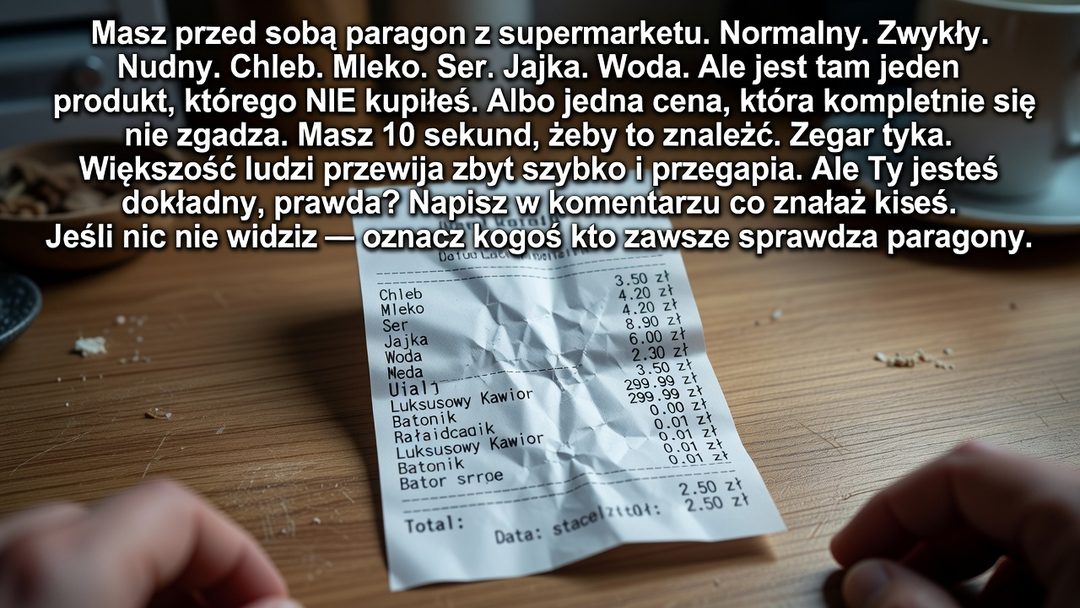 Masz przed sobą paragon z supermarketu. Normalny. Zwykły.
Nudny. Chleb. Mleko. Ser. Jajka. Woda. Ale jest tam jeden
produkt, którego NIE kupiłeś. Albo jedna cena, która kompletnie się
nie zgadza. Masz 10 sekund, żeby to znaleźć. Zegar tyka.
Większość ludzi przewija zbyt szybko i przegapia. Ale Ty jesteś
dokładny, prawda? Napisz w komentarzu co znałaż kiseś.
Jeśli nic nie widziz — oznacz kogoś kto zawsze sprawdza paragony.
3.50 zł
Chleb 4.20 zł
Mleko 4.20 zł
Ser 8.90 zł
Jajka 6.00 zł
Woda 2.30 zł
Weda 3.50 zł
299.99 zł
Luksusowy Kawior 299.99 zł
Batonik 0.00 zł
0.01 zł
Luksusowy Kawior 0.01 zł
Batonik 0.01 zł
Bator
2.50 zł
Total: 2.50 zł
Data: